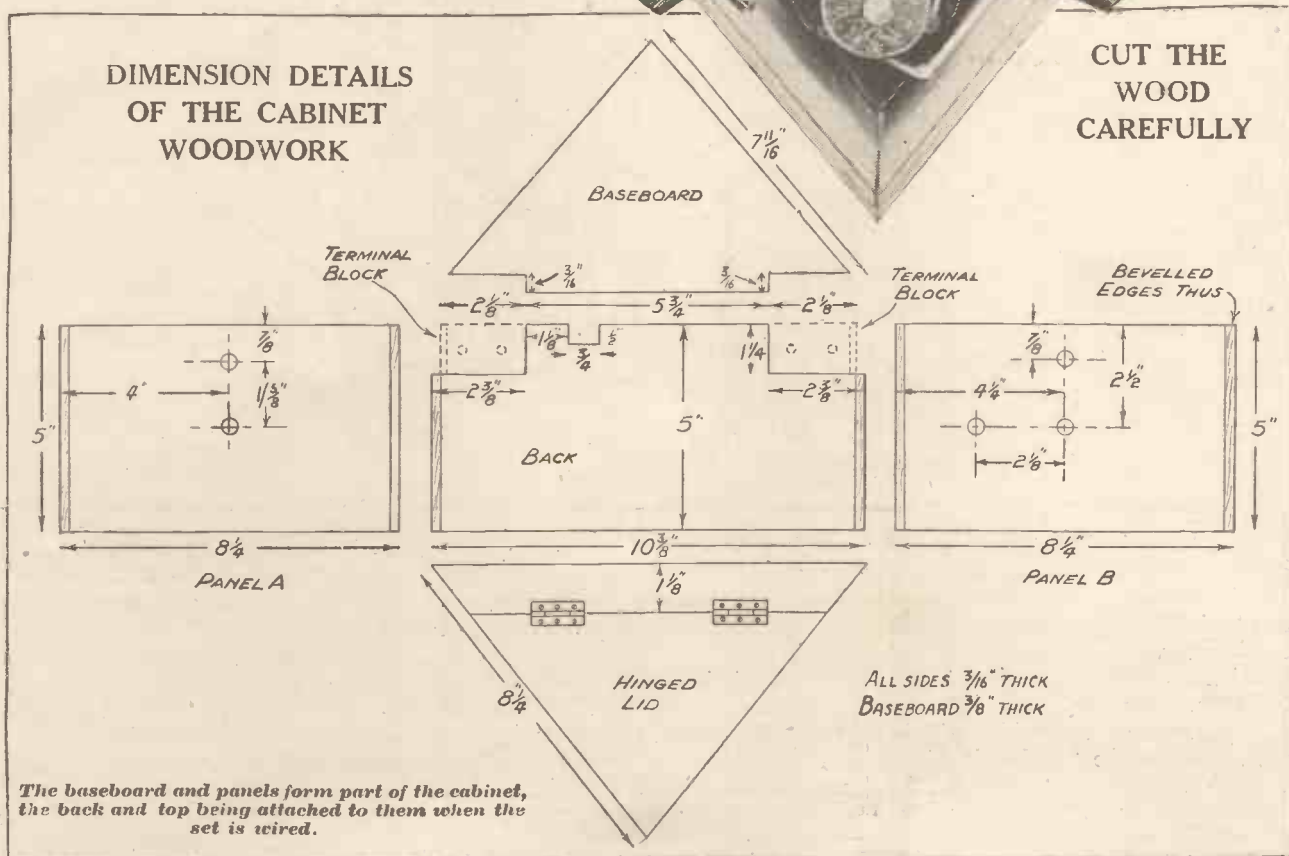 DIMENSION DETAILS
OF THE CABINET
WOODWORK
CUT THE
WOOD
CAREFULLY
7 11/16"
BASEBOARD
3/16"
3/16"
TERMINAL
BLOCK
2 1/8"
5 3/4"
2 1/8"
TERMINAL
BLOCK
BEVELLED
EDGES THUS
7/8"
1 5/8"
4"
5"
8 1/4
PANEL A
1 1/8"
3/4
1/2"
1 1/4
2 3/8"
2 3/8"
5"
BACK
10 3/8"
7/8"
2 1/2"
4 1/4"
2 1/8"
5"
8 1/4"
PANEL B
1 1/8"
HINGED
LID
8 1/4"
ALL SIDES 3/16" THICK
BASEBOARD 3/8" THICK
The baseboard and panels form part of the cabinet,
the back and top being attached to them when the
set is wired.